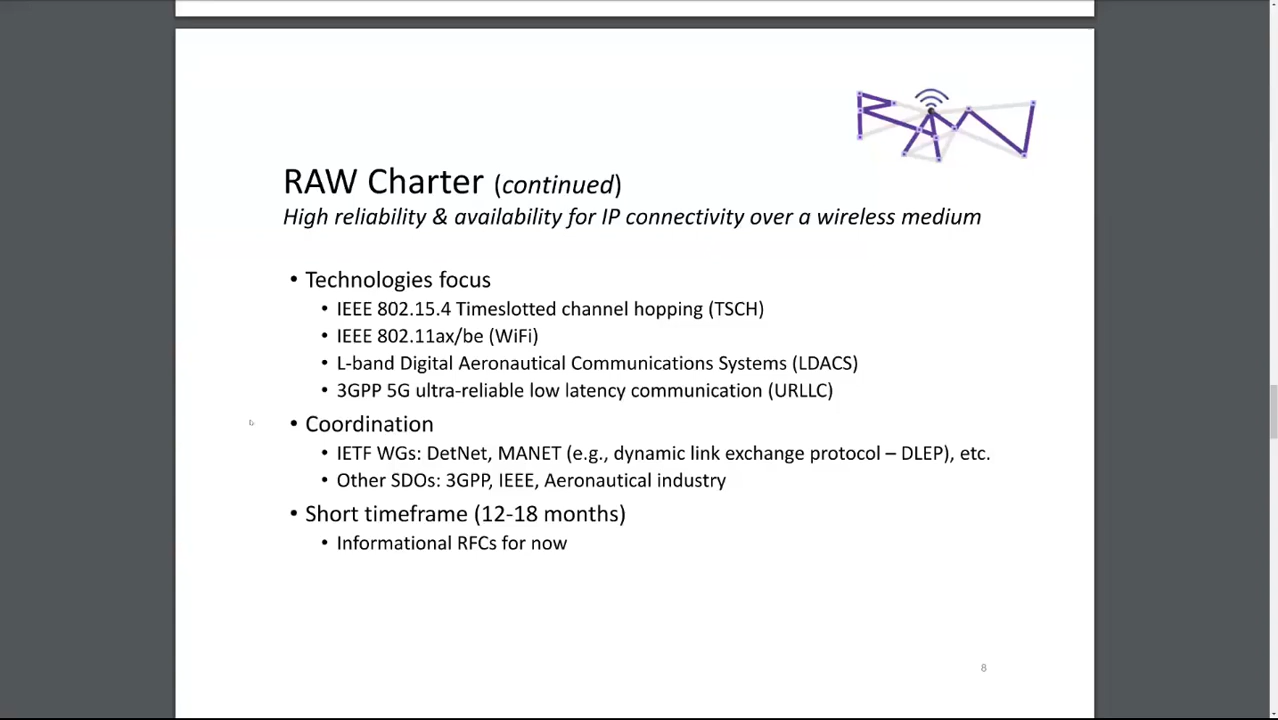 RAW
RAW Charter (continued)
High reliability & availability for IP connectivity over a wireless medium
• Technologies focus
• IEEE 802.15.4 Timeslotted channel hopping (TSCH)
• IEEE 802.11ax/be (WiFi)
• L-band Digital Aeronautical Communications Systems (LDACS)
• 3GPP 5G ultra-reliable low latency communication (URLLC)
• Coordination
• IETF WGs: DetNet, MANET (e.g., dynamic link exchange protocol – DLEP), etc.
• Other SDOs: 3GPP, IEEE, Aeronautical industry
• Short timeframe (12-18 months)
• Informational RFCs for now
8